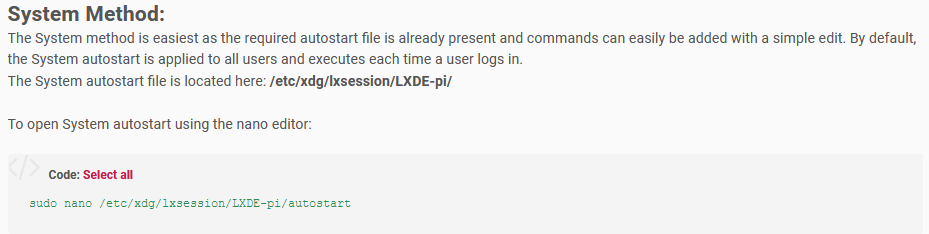 System Method:
The System method is easiest as the required autostart file is already present and commands can easily be added with a simple edit. By default,
the System autostart is applied to all users and executes each time a user logs in.
The System autostart file is located here: /etc/xdg/lxsession/LXDE-pi/
To open System autostart using the nano editor:
</> Code: Select all
sudo nano /etc/xdg/lxsession/LXDE-pi/autostart